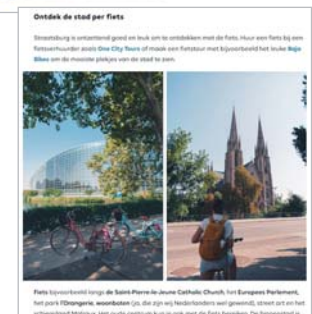 Ontdek de stad per fiets
Straatsburg is ontzettend goed en leuk om te ontdekken met de fiets. Huur een fiets bij een
fietsverhuurder zoals One City Tours of maak een fietstour met bijvoorbeeld het leuke Baja
Bikes om de mooiste plekjes van de stad te zien.
Fiets bijvoorbeeld langs de Saint-Pierre-le-Jeune Catholic Church, het Europees Parlement,
het park l'Orangerie, woonboten (ja, die zijn wij Nederlanders wel gewend), street art en het